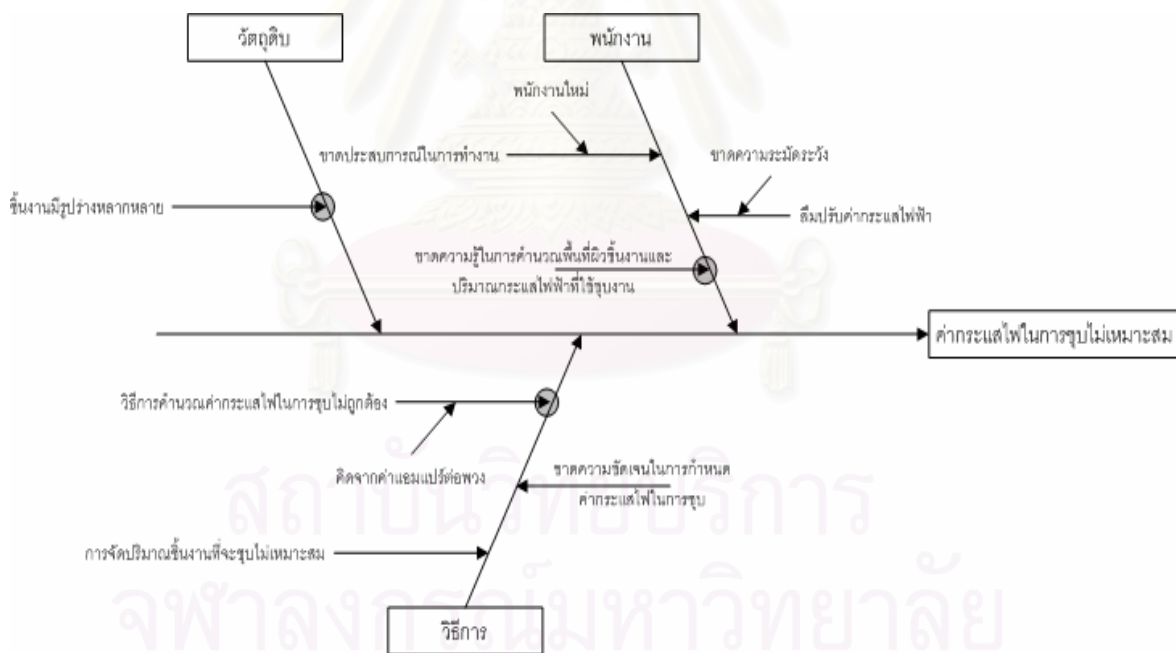 วัตถุดิบ
พนักงาน
พนักงานใหม่
ขาดประสบการณ์ในการทำงาน
ขาดความระมัดระวัง
ชิ้นงานมีรูปร่างหลากหลาย
ลืมปรับค่ากระแสไฟฟ้า
ขาดความรู้ในการคำนวณพื้นที่ผิวชิ้นงานและ
ปริมาณกระแสไฟฟ้าที่ใช้ชุบงาน
ค่ากระแสไฟในการชุบไม่เหมาะสม
วิธีการคำนวณค่ากระแสไฟในการชุบไม่ถูกต้อง
คิดจากค่าแอมแปร์ต่อพวง
ขาดความชัดเจนในการกำหนด
ค่ากระแสไฟในการชุบ
การจัดปริมาณชิ้นงานที่จะชุบไม่เหมาะสม
วิธีการ
สถาบันวิทยบริการ
จุฬาลงกรณ์มหาวิทยาลัย